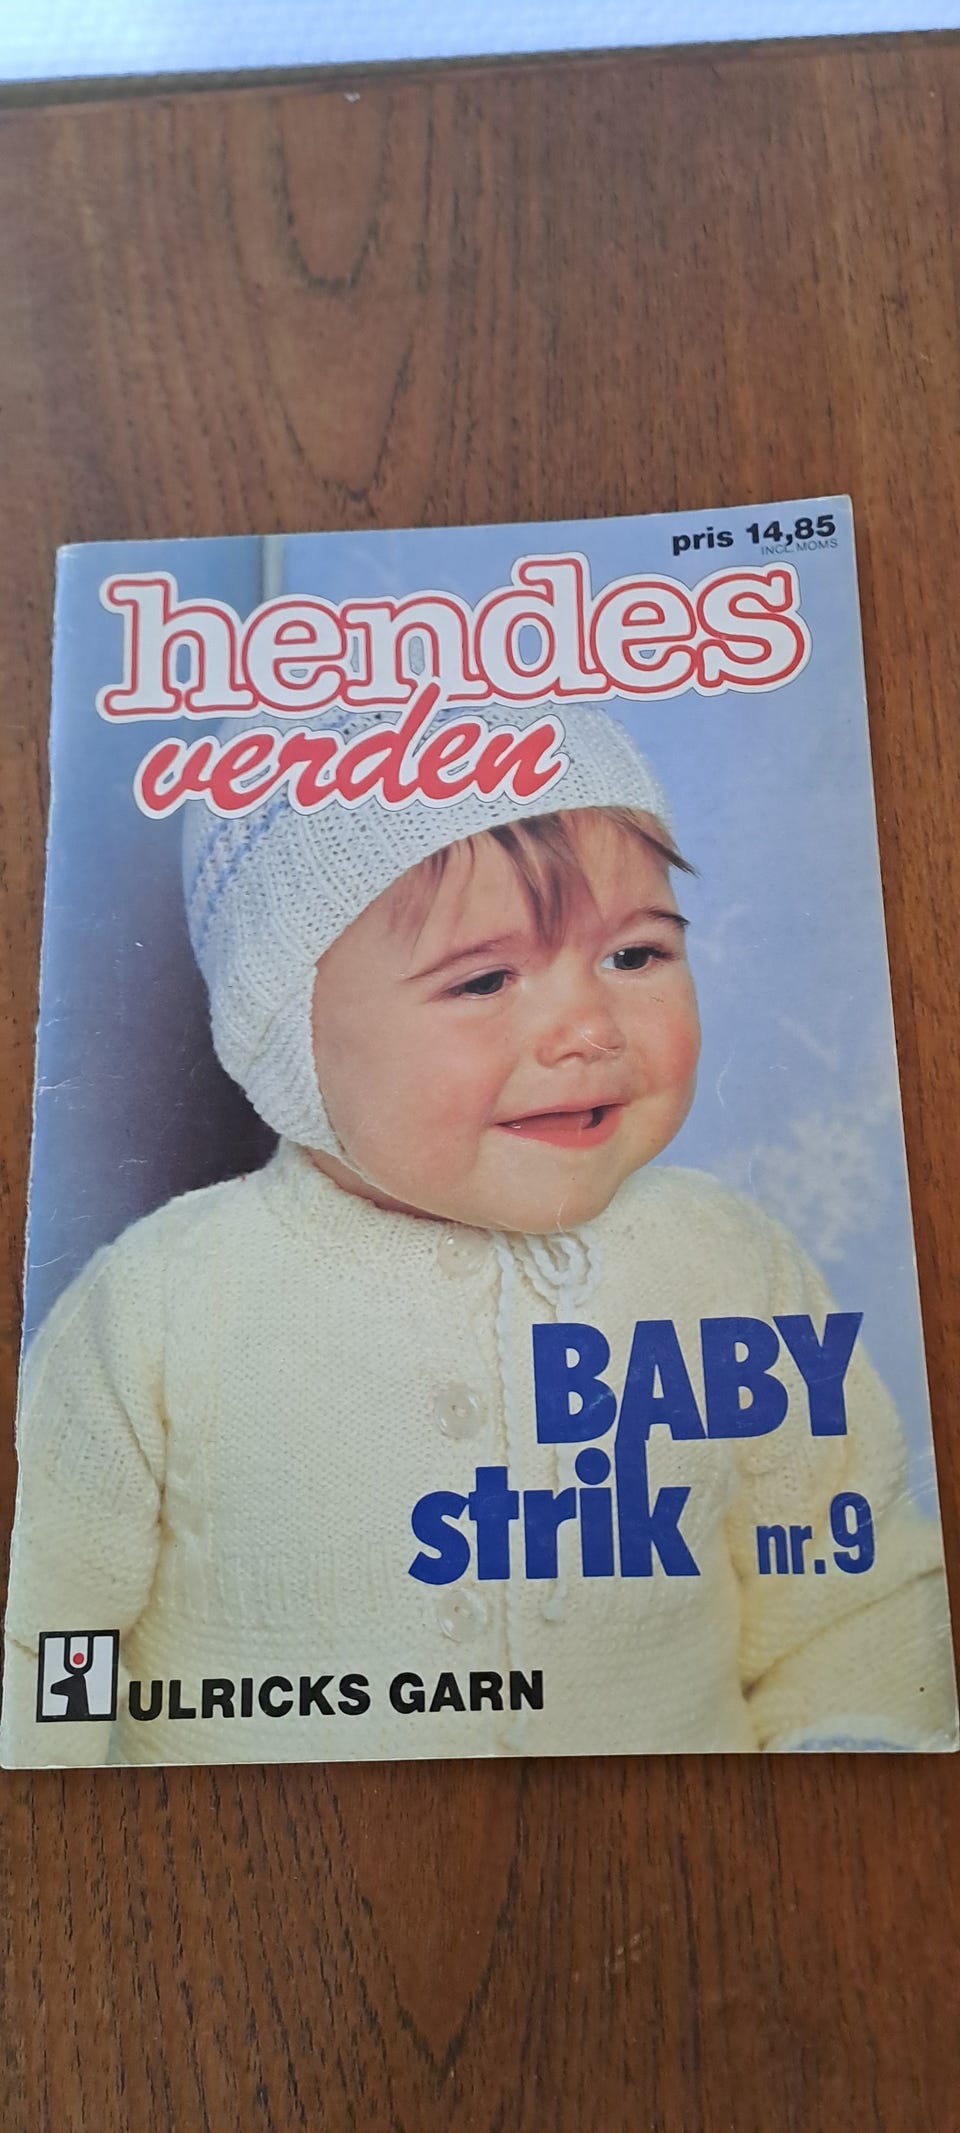 pris 14,85
INCL. MOMS
hendes
verden
BABY
strik nr.9
ULRICKS GARN